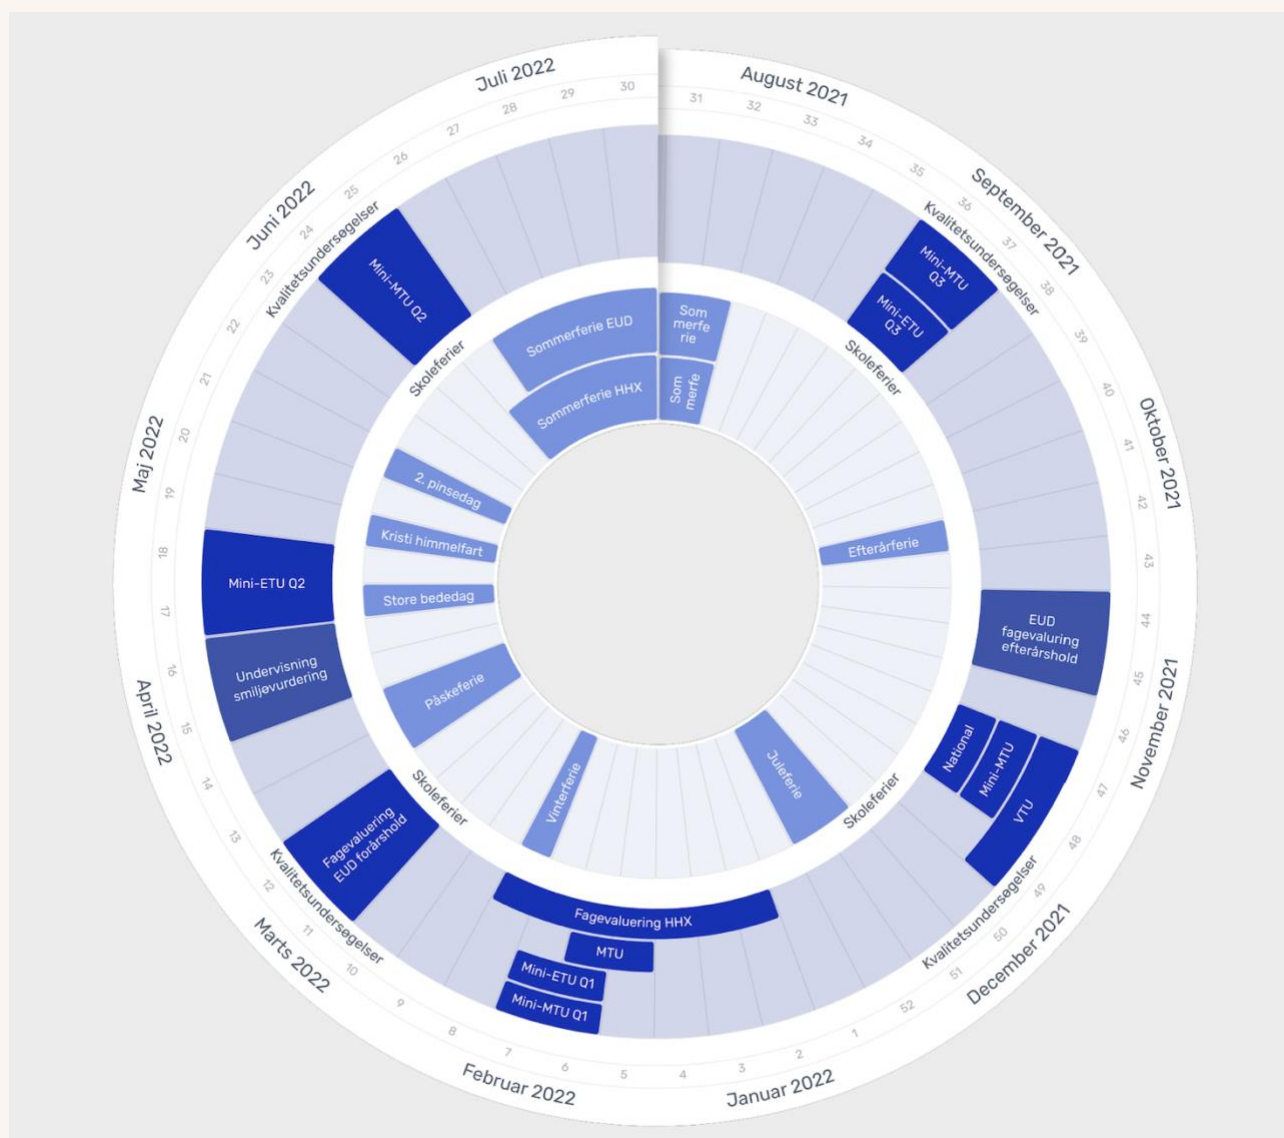 August 2021
September 2021
Oktober 2021
November 2021
December 2021
Januar 2022
Februar 2022
Marts 2022
April 2022
Maj 2022
Juni 2022
Juli 2022
31
32
33
34
35
36
37
38
39
40
41
42
43
44
45
46
47
48
49
50
51
52
1
2
3
4
5
6
7
8
9
10
11
12
13
14
15
16
17
18
19
20
21
22
23
24
25
26
27
28
29
30
Kvalitetsundersøgelser
Mini-MTU
Q3
Mini-ETU
Q3
EUD
fagevaluring
efterårshold
National
Mini-MTU
VTU
Kvalitetsundersøgelser
Fagevaluering HHX
MTU
Mini-ETU Q1
Mini-MTU Q1
Kvalitetsundersøgelser
Fagevaluering
EUD forårshold
Undervisning
smiljøvurdering
Mini-ETU Q2
Kvalitetsundersøgelser
Mini-MTU Q2
Skoleferier
Som
merfe
rie
Som
merfe
Efterårferie
Skoleferier
Juleferie
Vinterferie
Skoleferier
Påskeferie
Store bededag
Kristi himmelfart
2. pinsedag
Skoleferier
Sommerferie EUD
Sommerferie HHX